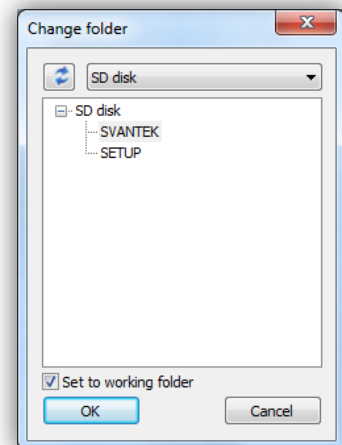 Change folder
SD disk
SD disk
SVANTEK
SETUP
Set to working folder
OK Cancel